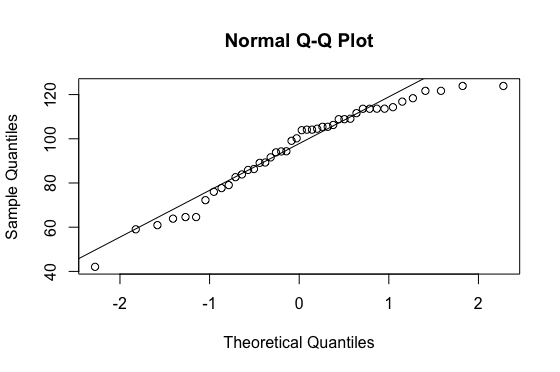 Normal Q-Q Plot
Sample Quantiles
120
100
80
60
40
-2 -1 0 1 2
Theoretical Quantiles